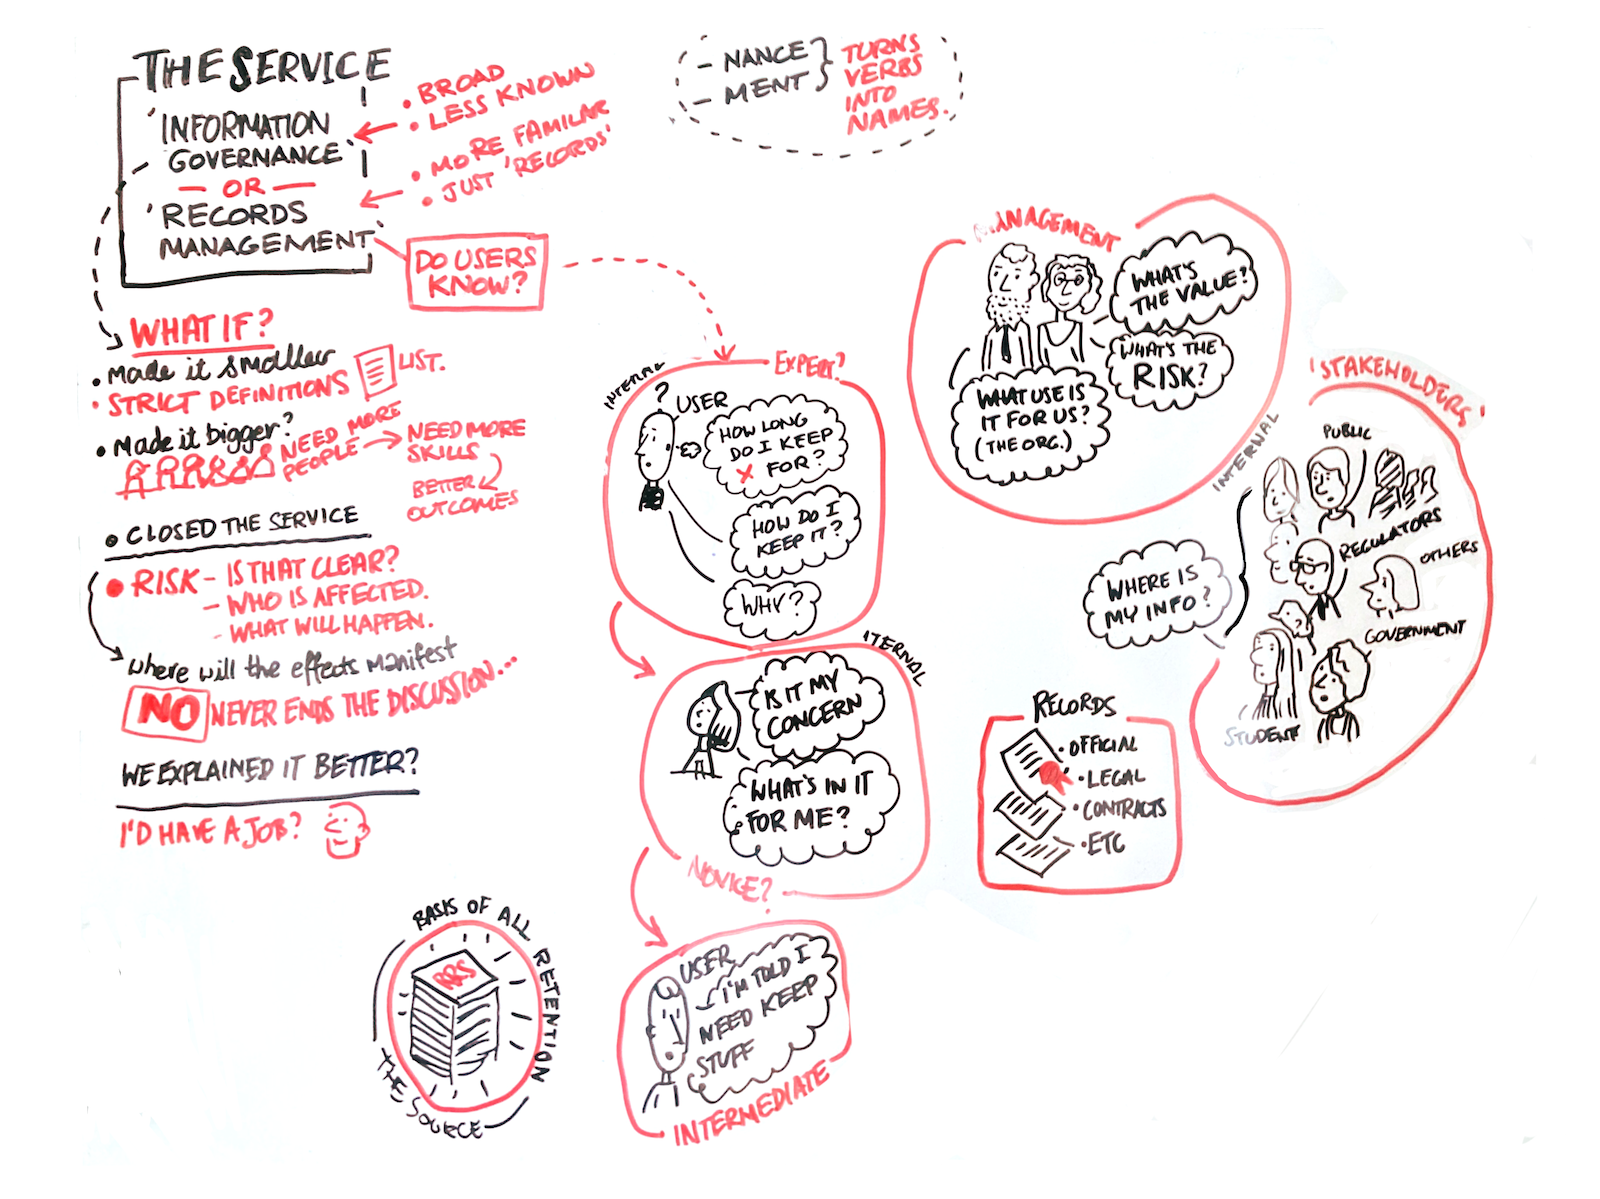 THE SERVICE
'INFORMATION
GOVERNANCE'
— OR —
'RECORDS
MANAGEMENT'
• BROAD
• LESS KNOWN
• MORE FAMILAR
• JUST 'RECORDS'
- NANCE
- MENT
TURNS
VERBS
INTO
NAMES.
DO USERS
KNOW?
WHAT IF?
• Made it smaller
• STRICT DEFINITIONS
LIST.
• Made it bigger?
NEED MORE
PEOPLE
NEED MORE
SKILLS
BETTER
OUTCOMES
• CLOSED THE SERVICE
• RISK - IS THAT CLEAR?
- WHO IS AFFECTED.
- WHAT WILL HAPPEN.
where will the effects manifest
NO NEVER ENDS THE DISCUSSION...
WE EXPLAINED IT BETTER?
I'D HAVE A JOB?
BASIS OF ALL RETENTION
RRS
THE SOURCE
INTERNAL
EXPERT?
?
USER
HOW LONG
DO I KEEP
X FOR?
HOW DO I
KEEP IT?
WHY?
ITERNAL
IS IT MY
CONCERN
WHAT'S IN IT
FOR ME?
NOVICE?
USER
I'M TOLD I
NEED KEEP
STUFF
INTERMEDIATE
MANAGEMENT
WHAT'S
THE VALUE?
WHAT'S THE
RISK?
WHAT USE IS
IT FOR US?
(THE ORG.)
INTERNAL
'STAKEHOLDERS'
PUBLIC
REGULATORS
OTHERS
GOVERNMENT
STUDENT
WHERE IS
MY INFO?
RECORDS
• OFFICIAL
• LEGAL
• CONTRACTS
• ETC